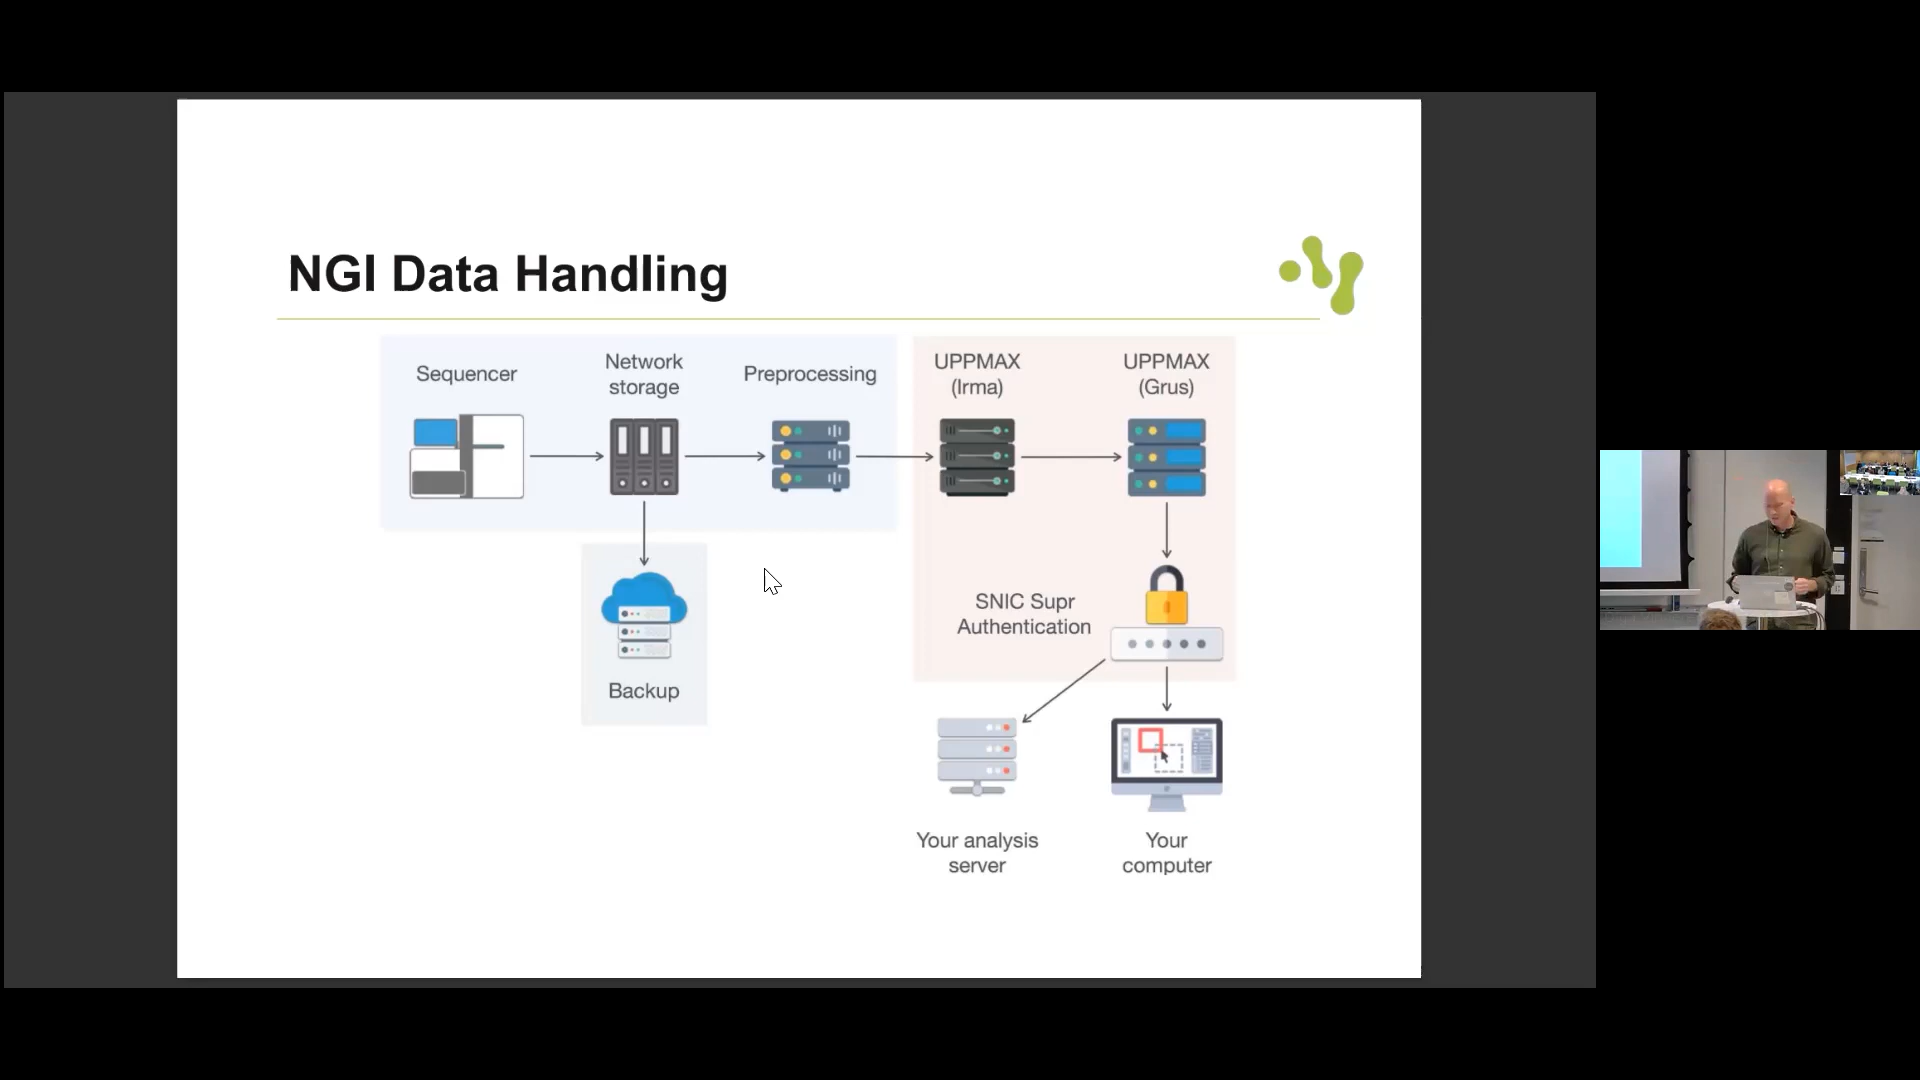 NGI Data Handling
Sequencer
Network
storage
Preprocessing
UPPMAX
(Irma)
UPPMAX
(Grus)
Backup
SNIC Supr
Authentication
Your analysis
server
Your
computer